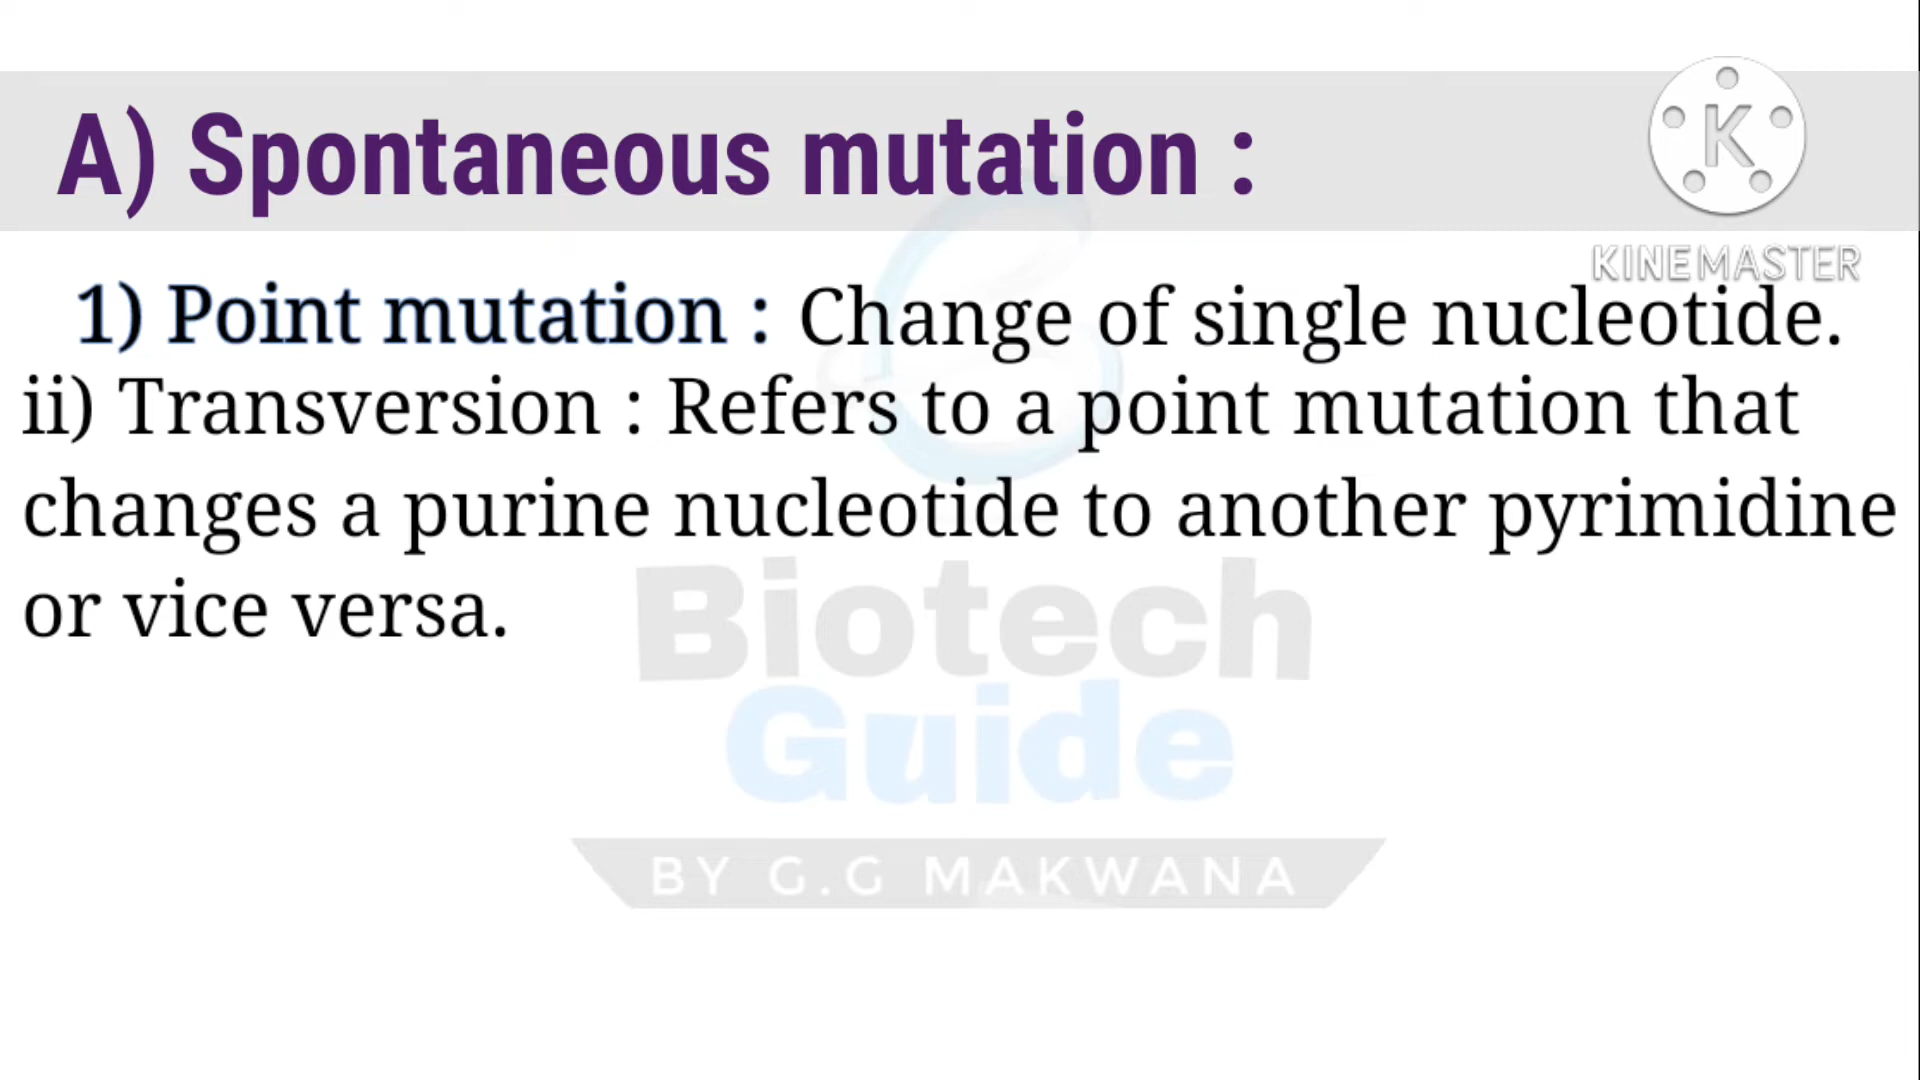 A) Spontaneous mutation :
K
KINEMASTER
1) Point mutation : Change of single nucleotide.
ii) Transversion : Refers to a point mutation that
changes a purine nucleotide to another pyrimidine
or vice versa.
Biotech
Guide
BY G.G MAKWANA